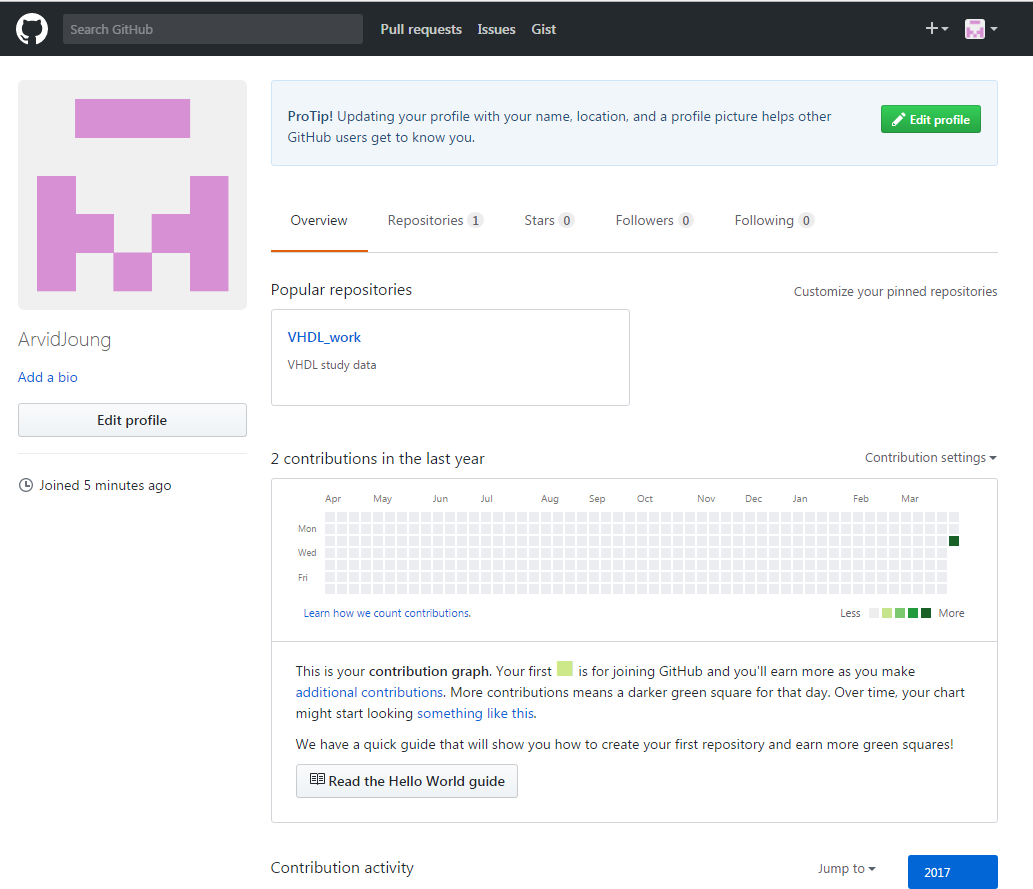 Search GitHub Pull requests Issues Gist
ProTip! Updating your profile with your name, location, and a profile picture helps other
GitHub users get to know you.
Edit profile
Overview Repositories 1 Stars 0 Followers 0 Following 0
Popular repositories
Customize your pinned repositories
VHDL_work
VHDL study data
ArvidJoung
Add a bio
Edit profile
Joined 5 minutes ago
2 contributions in the last year
Contribution settings
Apr May Jun Jul Aug Sep Oct Nov Dec Jan Feb Mar
Mon
Wed
Fri
Learn how we count contributions.
Less More
This is your contribution graph. Your first is for joining GitHub and you'll earn more as you make
additional contributions. More contributions means a darker green square for that day. Over time, your chart
might start looking something like this.
We have a quick guide that will show you how to create your first repository and earn more green squares!
Read the Hello World guide
Contribution activity
Jump to
2017